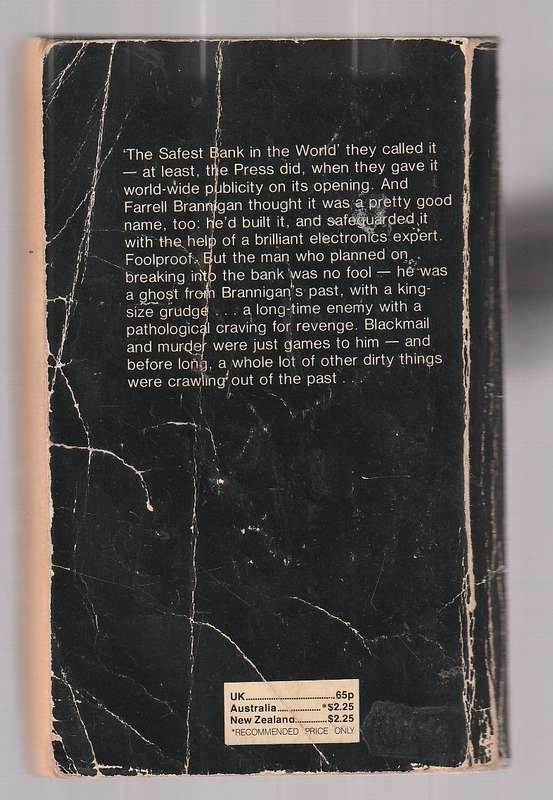 'The Safest Bank in the World' they called it
— at least, the Press did, when they gave it
world-wide publicity on its opening. And
Farrell Brannigan thought it was a pretty good
name, too: he'd built it, and safeguarded it
with the help of a brilliant electronics expert.
Foolproof. But the man who planned on
breaking into the bank was no fool — he was
a ghost from Brannigan's past, with a king-
size grudge . . . a long-time enemy with a
pathological craving for revenge. Blackmail
and murder were just games to him — and
before long, a whole lot of other dirty things
were crawling out of the past . . .
UK....................................65p
Australia................*$2.25
New Zealand............$2.25
*RECOMMENDED PRICE ONLY